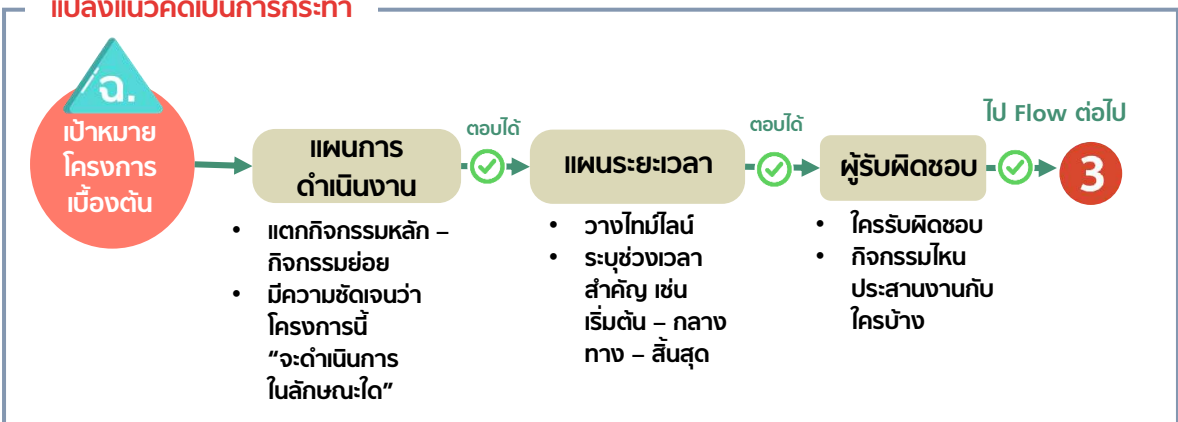 แปลงแนวคิดเป็นการกระทำ
ฉ.
เป้าหมาย
โครงการ
เบื้องต้น
แผนการ
ดำเนินงาน
• แตกกิจกรรมหลัก –
กิจกรรมย่อย
• มีความชัดเจนว่า
โครงการนี้
“จะดำเนินการ
ในลักษณะใด”
ตอบได้
แผนระยะเวลา
• วางไทม์ไลน์
• ระบุช่วงเวลา
สำคัญ เช่น
เริ่มต้น – กลาง
ทาง – สิ้นสุด
ตอบได้
ผู้รับผิดชอบ
• ใครรับผิดชอบ
• กิจกรรมไหน
ประสานงานกับ
ใครบ้าง
ไป Flow ต่อไป
3